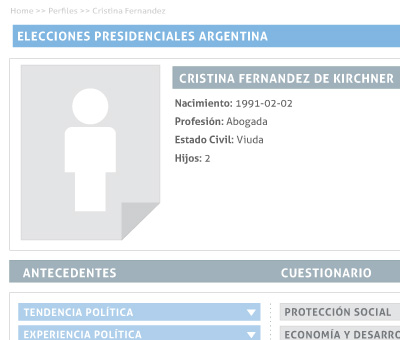 Home >> Perfiles >> Cristina Fernandez
ELECCIONES PRESIDENCIALES ARGENTINA
CRISTINA FERNANDEZ DE KIRCHNER
Nacimiento: 1991-02-02
Profesión: Abogada
Estado Civil: Viuda
Hijos: 2
ANTECEDENTES
CUESTIONARIO
TENDENCIA POLÍTICA
PROTECCIÓN SOCIAL
EXPERIENCIA POLÍTICA
ECONOMÍA Y DESARRO